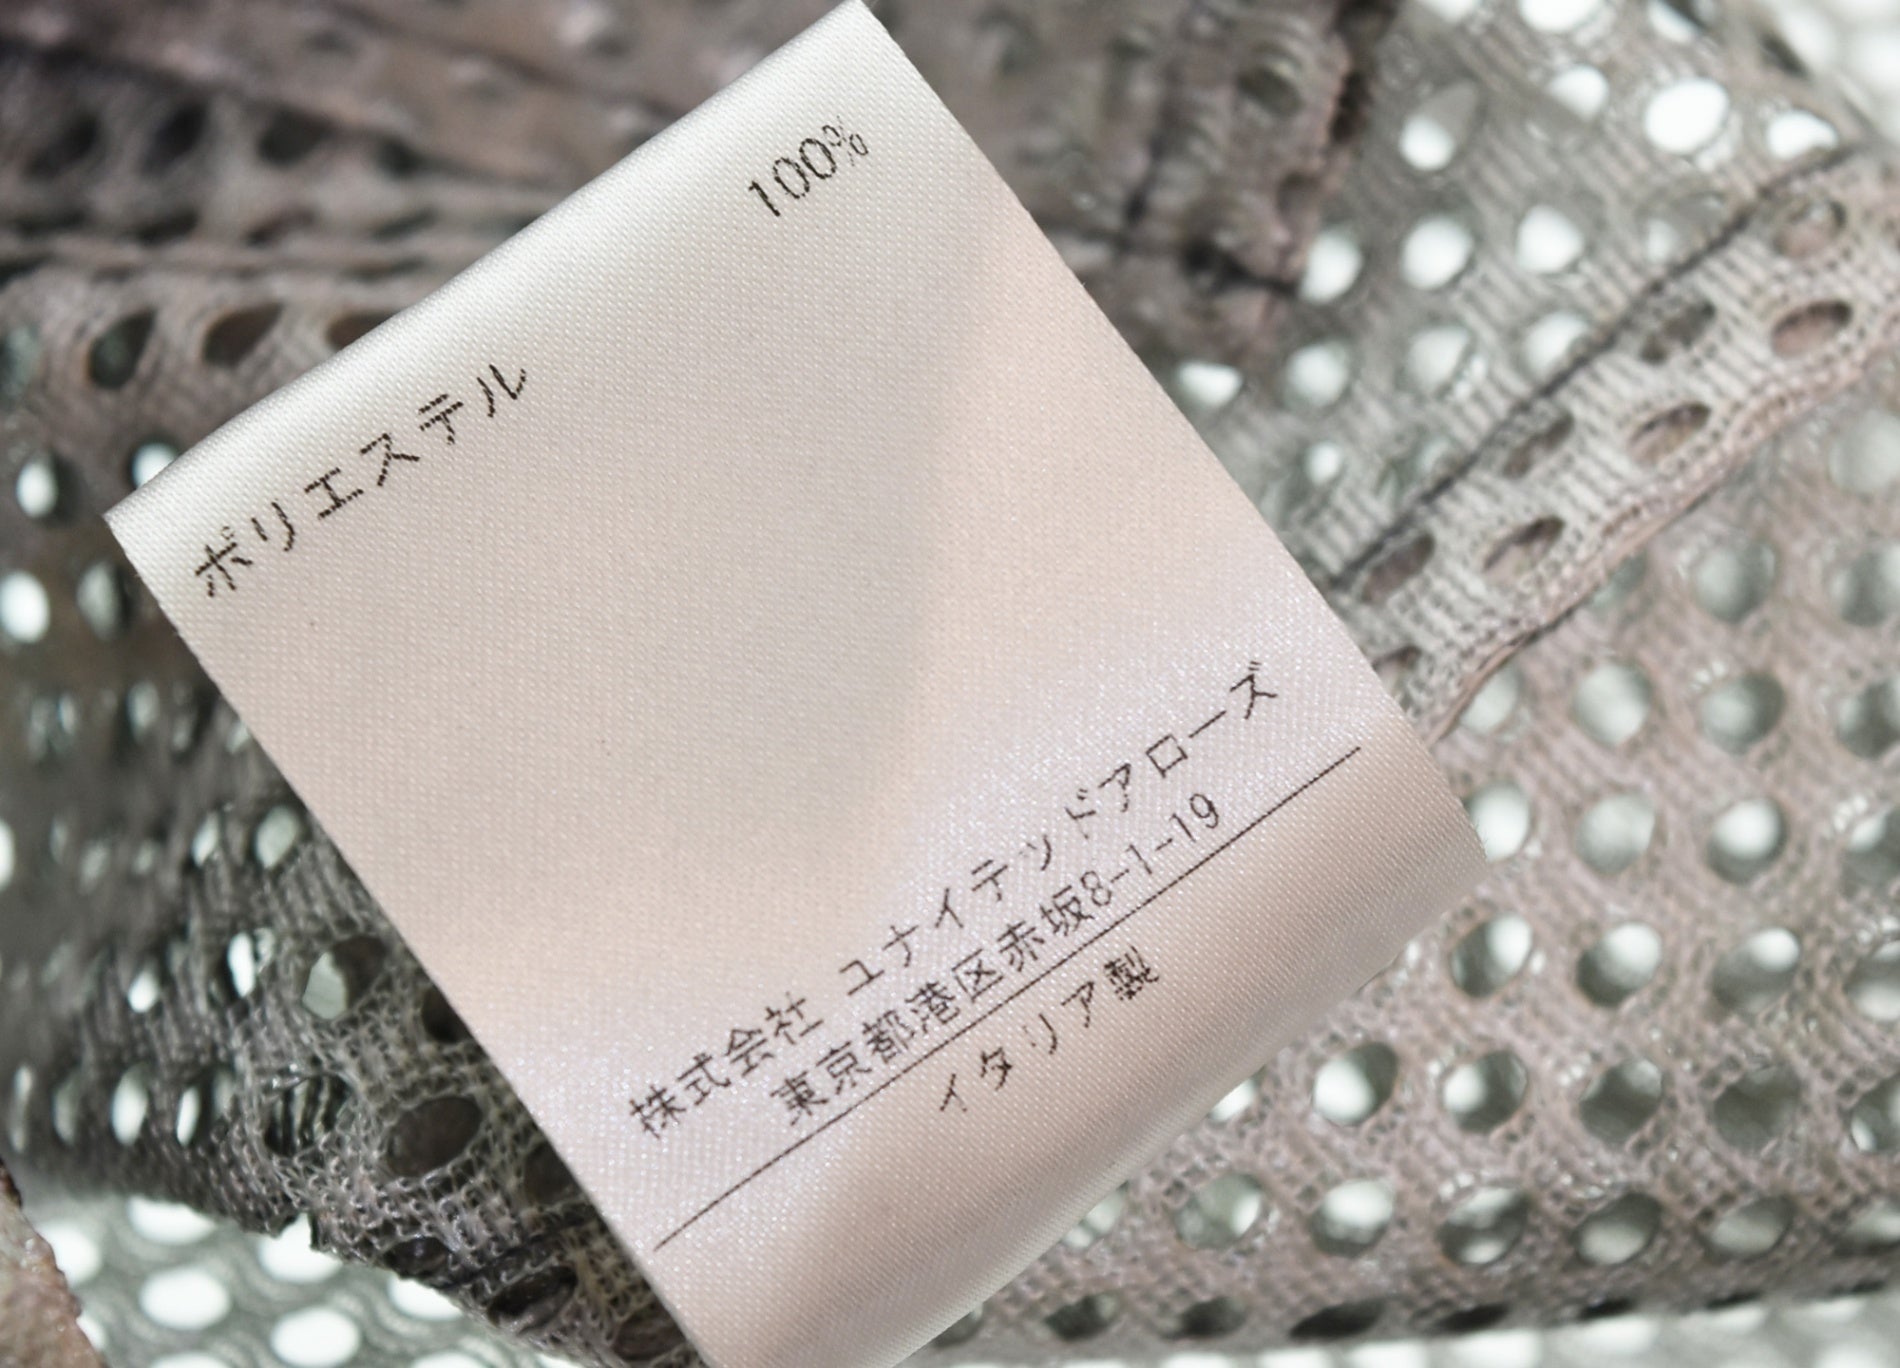 ポリエステル 100%
株式会社 ユナイテッドアローズ
東京都港区赤坂8-1-19
イタリア製